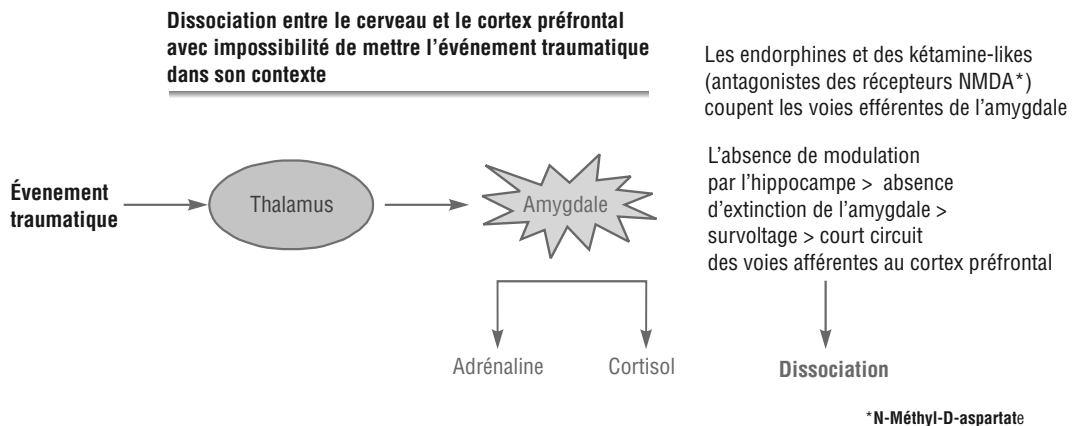 Dissociation entre le cerveau et le cortex préfrontal
avec impossibilité de mettre l'événement traumatique
dans son contexte
Les endorphines et des kétamine-likes
(antagonistes des récepteurs NMDA*)
coupent les voies efférentes de l'amygdale
L'absence de modulation
par l'hippocampe > absence
d'extinction de l'amygdale >
survoltage > court circuit
des voies afférentes au cortex préfrontal
Évenement
traumatique
Thalamus
Amygdale
Adrénaline
Cortisol
Dissociation
*N-Méthyl-D-aspartate